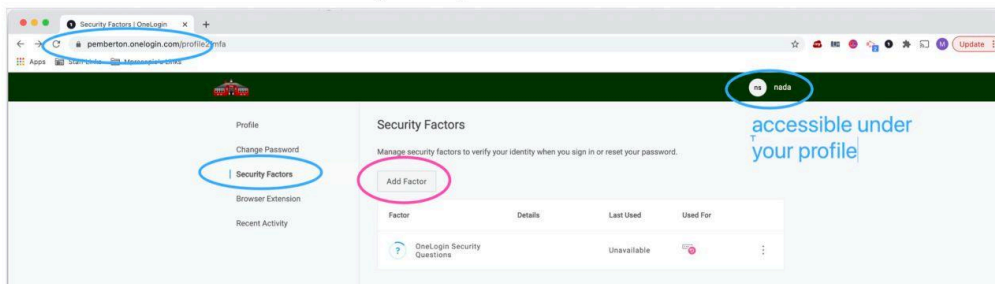 Security Factors | OneLogin
pemberton.onelogin.com/profile2/mfa
Update
Apps
Staff Links
ns nada
accessible under
your profile
Profile
Change Password
Security Factors
Browser Extension
Recent Activity
Security Factors
Manage security factors to verify your identity when you sign in or reset your password.
Add Factor
Factor Details Last Used Used For
? OneLogin Security
Questions
Unavailable